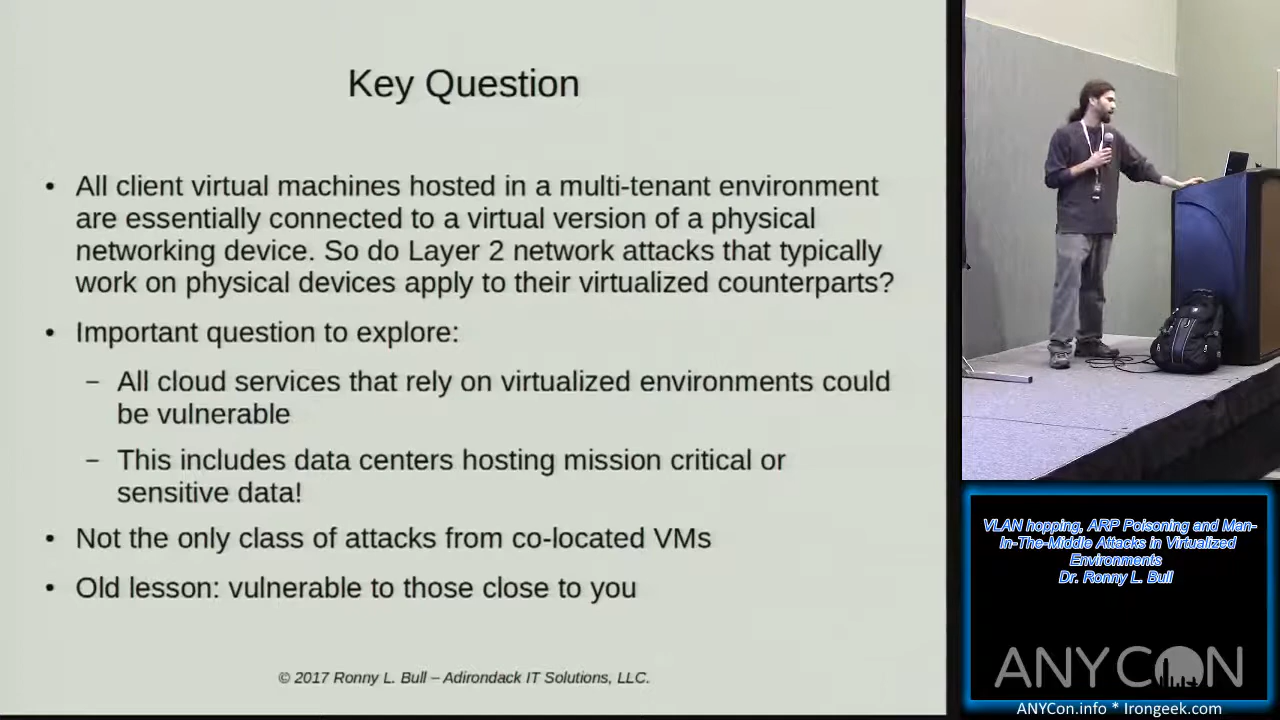 Key Question
• All client virtual machines hosted in a multi-tenant environment
are essentially connected to a virtual version of a physical
networking device. So do Layer 2 network attacks that typically
work on physical devices apply to their virtualized counterparts?
• Important question to explore:
– All cloud services that rely on virtualized environments could
be vulnerable
– This includes data centers hosting mission critical or
sensitive data!
• Not the only class of attacks from co-located VMs
• Old lesson: vulnerable to those close to you
© 2017 Ronny L. Bull – Adirondack IT Solutions, LLC.
VLAN hopping, ARP Poisoning and Man-
In-The-Middle Attacks in Virtualized
Environments
Dr. Ronny L. Bull
ANYCON
ANYCon.info * Irongeek.com